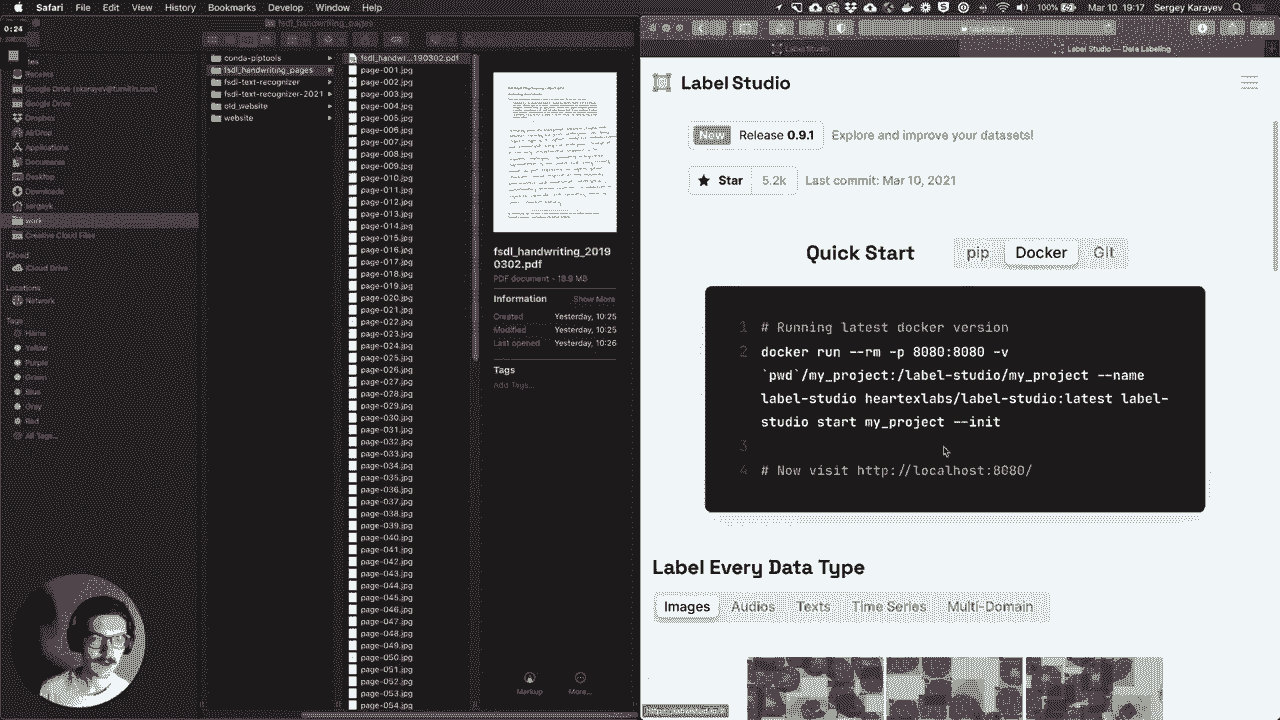 Safari File Edit View History Bookmarks Develop Window Help
100% Mar 10 19:17 Sergey Karayev
0:24
fsdl_handwriting_pages
Recents
AirDrop
Applications
Documents
Desktop
Downloads
work
iCloud Drive
Locations
Network
Tags
Home
Yellow
Purple
Green
Blue
Gray
Red
All Tags...
conda-piptools
fsdl_handwriting_pages
fsdl-text-recognizer
fsdl-text-recognizer-2021
old_website
website
fsdl_handwri...190302.pdf
page-001.jpg
page-002.jpg
page-003.jpg
page-004.jpg
page-005.jpg
page-006.jpg
page-007.jpg
page-008.jpg
page-009.jpg
page-010.jpg
page-011.jpg
page-012.jpg
page-013.jpg
page-014.jpg
page-015.jpg
page-016.jpg
page-017.jpg
page-018.jpg
page-019.jpg
page-020.jpg
page-021.jpg
page-022.jpg
page-023.jpg
page-024.jpg
page-025.jpg
page-026.jpg
page-027.jpg
page-028.jpg
page-029.jpg
page-030.jpg
page-031.jpg
page-032.jpg
page-033.jpg
page-034.jpg
page-035.jpg
page-036.jpg
page-037.jpg
page-038.jpg
page-039.jpg
page-040.jpg
page-041.jpg
page-042.jpg
page-043.jpg
page-044.jpg
page-045.jpg
page-046.jpg
page-047.jpg
page-048.jpg
page-049.jpg
page-050.jpg
page-051.jpg
page-052.jpg
page-053.jpg
page-054.jpg
fsdl_handwriting_2019
0302.pdf
PDF document - 18.9 MB
Information Show More
Created Yesterday, 10:25
Modified Yesterday, 10:25
Last opened Yesterday, 10:26
Tags
Add Tags...
Markup More...
Label Studio
Label Studio — Data Labeling
Label Studio
New Release 0.9.1 Explore and improve your datasets!
Star 5.2k Last commit: Mar 10, 2021
Quick Start pip Docker Git
1 # Running latest docker version
2 docker run --rm -p 8080:8080 -v
`pwd`/my_project:/label-studio/my_project --name
label-studio heartexlabs/label-studio:latest label-
studio start my_project --init
3
4 # Now visit http://localhost:8080/
Label Every Data Type
Images Audio Texts Time Series Multi-Domain